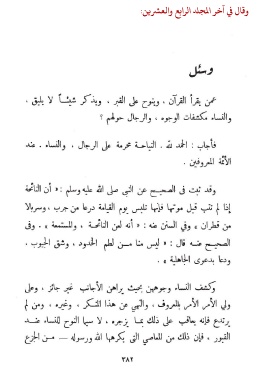 وقال في آخر المجلد الرابع والعشرين:
وسئل
عمن يقرأ القرآن ، وينوح على القبر ، ويذكر شيئاً لا يليق ،
والنساء مكشفات الوجوه ، والرجال حولهم ؟
فأجاب : الحمد لله . النياحة محرمة على الرجال ، والنساء . عند
الأئمة المعروفين .
وقد ثبت في الصحيح عن النبي صلى الله عليه وسلم : « أن النائحة
إذا لم تتب قبل موتها فإنها تلبس يوم القيامة درعا من جرب ، وسربالا
من قطران » وفي السنن عنه : « أنه لعن النائحة ، والمستمعة » . وفي
الصحيح عنه قال : « ليس منا من لطم الخدود ، وشق الجيوب .
ودعا بدعوى الجاهلية » .
وكشف النساء وجوههن بحيث يراهن الأجانب غير جائز ، وعلى
ولي الأمر الأمر بالمعروف ، والنهي عن هذا المنكر ، وغيره ، ومن لم
يرتدع فإنه يعاقب على ذلك بما يزجره ، لا سيما النوح للنساء عند
القبور ، فإن ذلك من المعاصي التي يكرهها الله ورسوله — من الجزع
٣٨٢